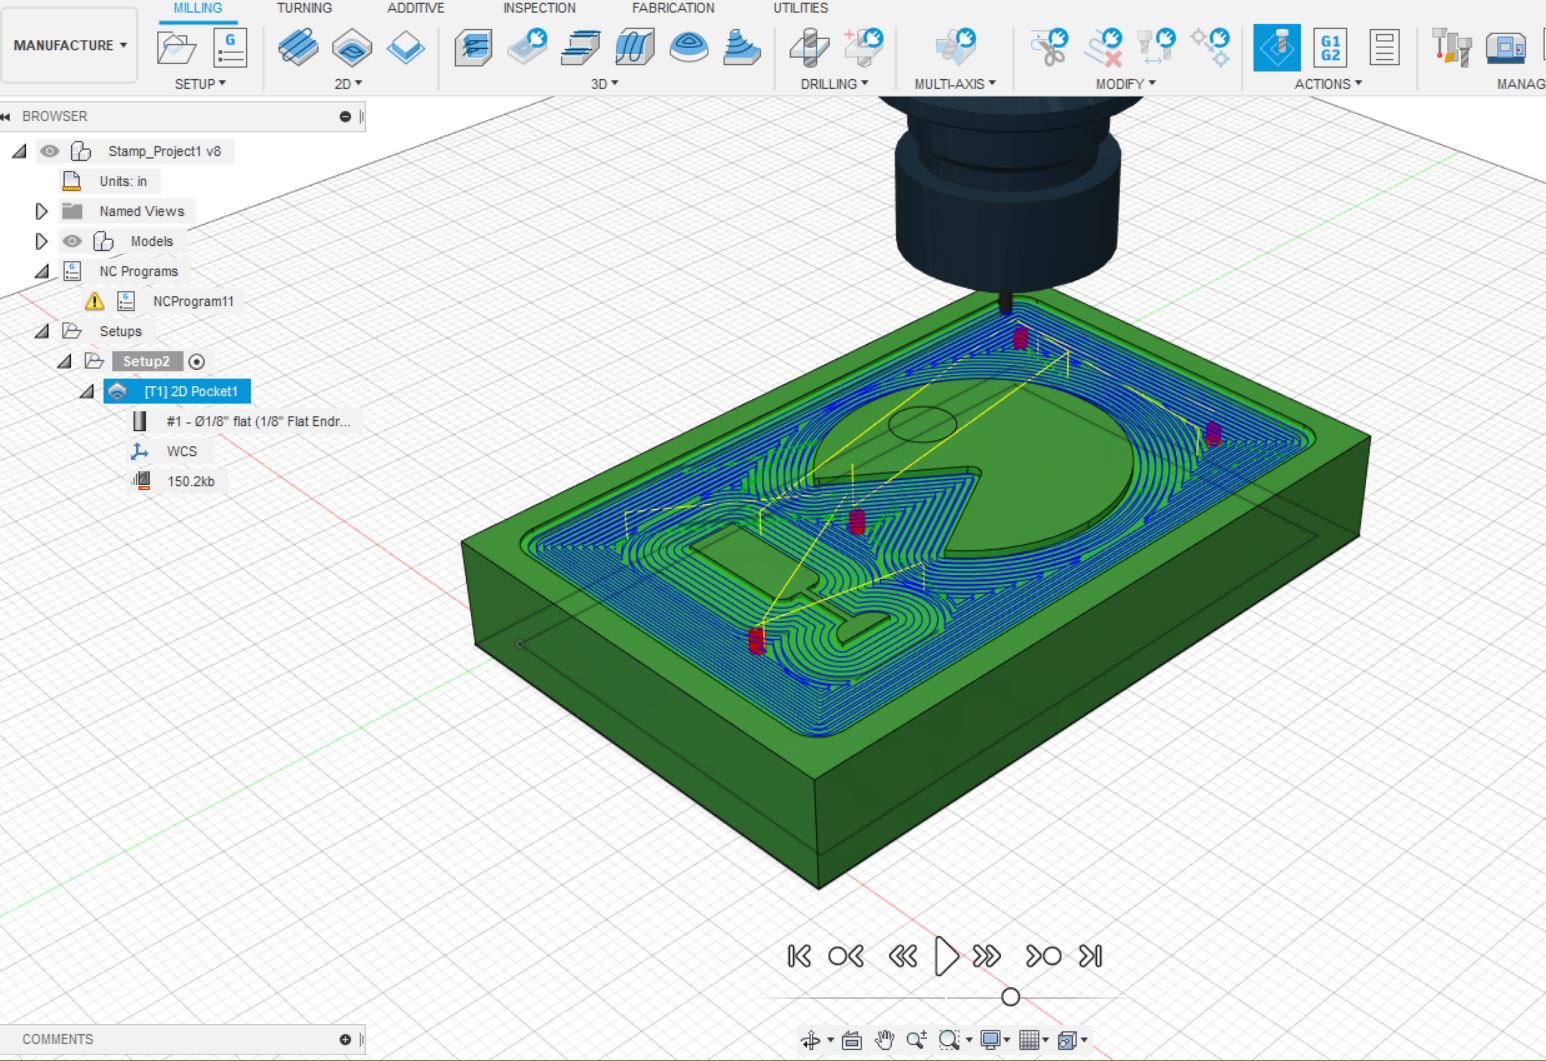 MILLING TURNING ADDITIVE INSPECTION FABRICATION UTILITIES
MANUFACTURE
G
G1
G2
SETUP 2D 3D DRILLING MULTI-AXIS MODIFY ACTIONS MANAG
BROWSER
Stamp_Project1 v8
Units: in
Named Views
Models
NC Programs
NCProgram11
Setups
Setup2
[T1] 2D Pocket1
#1 - Ø1/8" flat (1/8" Flat Endr...
WCS
150.2kb
COMMENTS